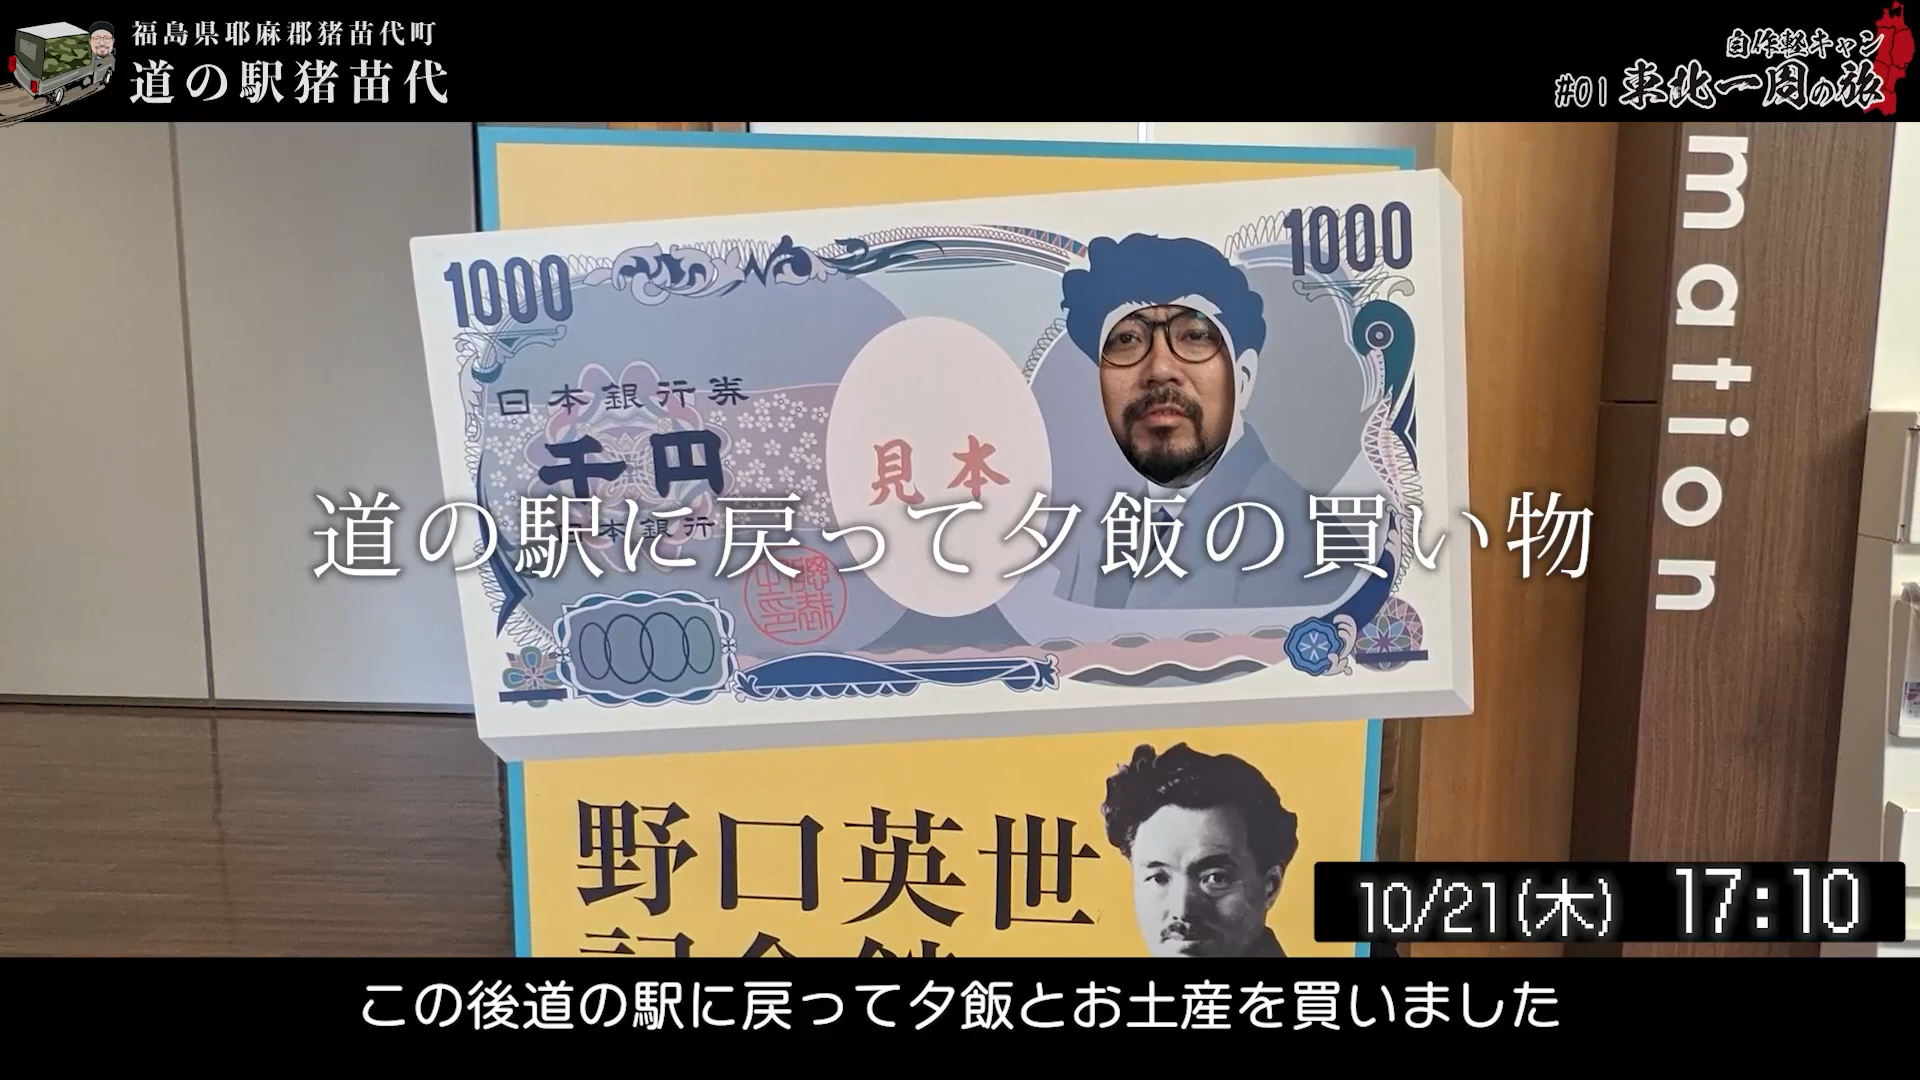 福島県耶麻郡猪苗代町
道の駅猪苗代
自作軽キャン
#01 東北一周の旅
mation
1000
1000
日本銀行券
千円
見本
日本銀行
道の駅に戻って夕飯の買い物
野口英世
10/21(木) 17:10
この後道の駅に戻って夕飯とお土産を買いました